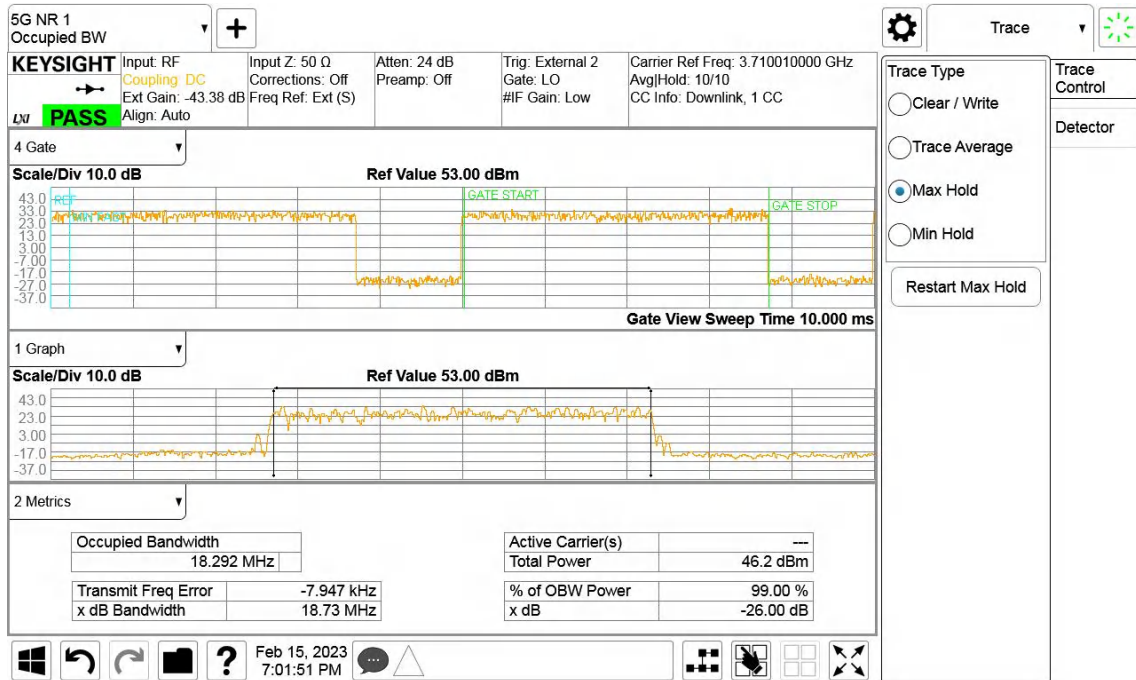 5G NR 1
Occupied BW
+
Trace
KEYSIGHT
LXI
PASS
Input: RF
Coupling: DC
Ext Gain: -43.38 dB
Align: Auto
Input Z: 50 Ω
Corrections: Off
Freq Ref: Ext (S)
Atten: 24 dB
Preamp: Off
Trig: External 2
Gate: LO
#IF Gain: Low
Carrier Ref Freq: 3.710010000 GHz
Avg|Hold: 10/10
CC Info: Downlink, 1 CC
Trace Type
Clear / Write
Trace Average
Max Hold
Min Hold
Restart Max Hold
Trace
Control
Detector
4 Gate
Scale/Div 10.0 dB
Ref Value 53.00 dBm
43.0
33.0
23.0
13.0
3.00
-7.00
-17.0
-27.0
-37.0
REF
MIN FAST
GATE START
GATE STOP
Gate View Sweep Time 10.000 ms
1 Graph
Scale/Div 10.0 dB
Ref Value 53.00 dBm
43.0
23.0
3.00
-17.0
-37.0
2 Metrics
Occupied Bandwidth
18.292 MHz
Transmit Freq Error -7.947 kHz
x dB Bandwidth 18.73 MHz
Active Carrier(s) ---
Total Power 46.2 dBm
% of OBW Power 99.00 %
x dB -26.00 dB
?
Feb 15, 2023
7:01:51 PM